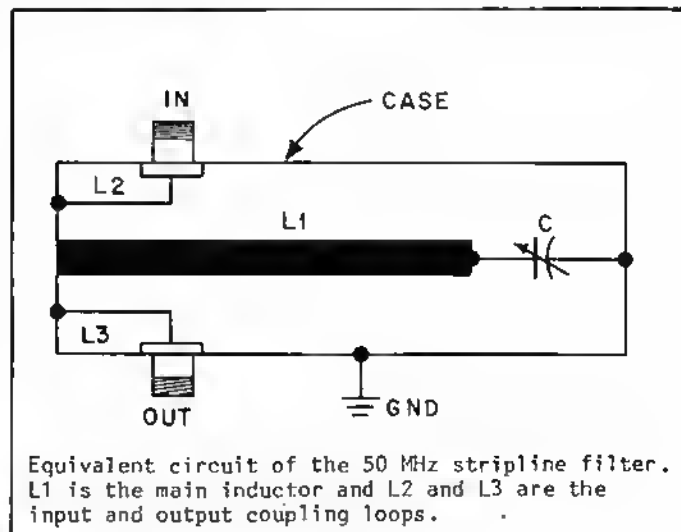 IN
CASE
L2
L1
C
L3
OUT
GND
Equivalent circuit of the 50 MHz stripline filter.
L1 is the main inductor and L2 and L3 are the
input and output coupling loops.